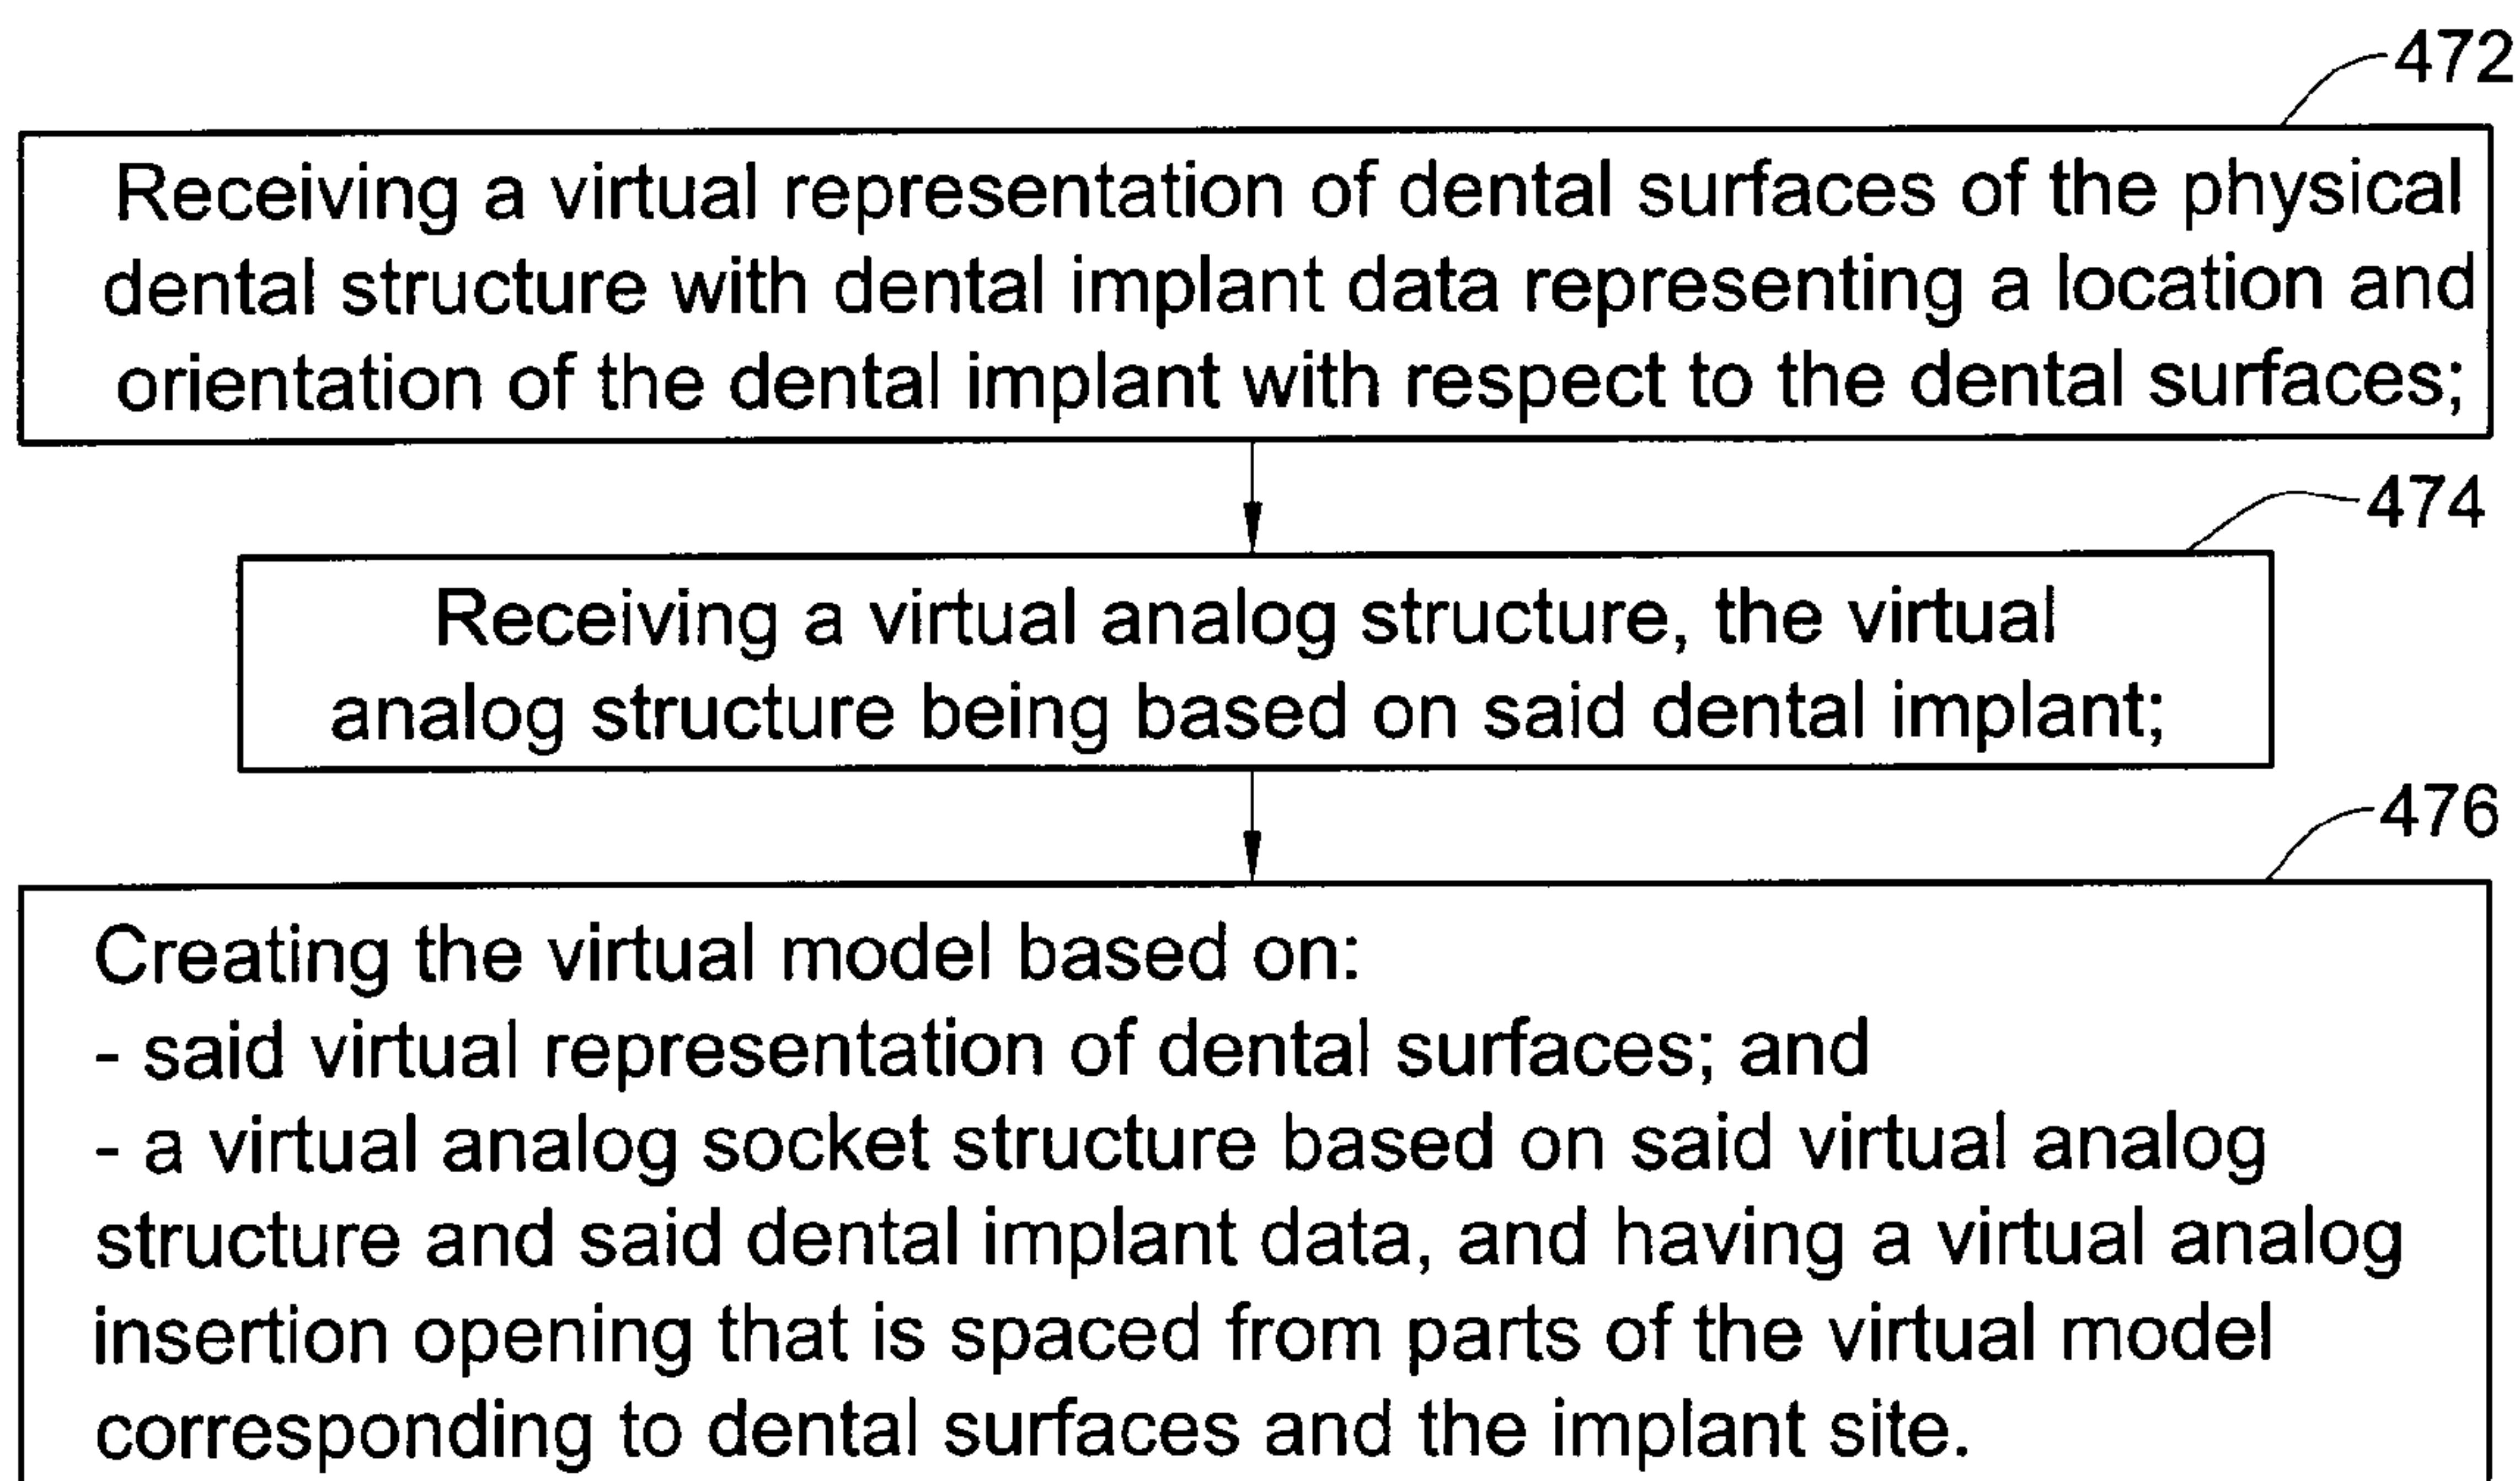 472
Receiving a virtual representation of dental surfaces of the physical
dental structure with dental implant data representing a location and
orientation of the dental implant with respect to the dental surfaces;
474
Receiving a virtual analog structure, the virtual
analog structure being based on said dental implant;
476
Creating the virtual model based on:
- said virtual representation of dental surfaces; and
- a virtual analog socket structure based on said virtual analog
structure and said dental implant data, and having a virtual analog
insertion opening that is spaced from parts of the virtual model
corresponding to dental surfaces and the implant site.